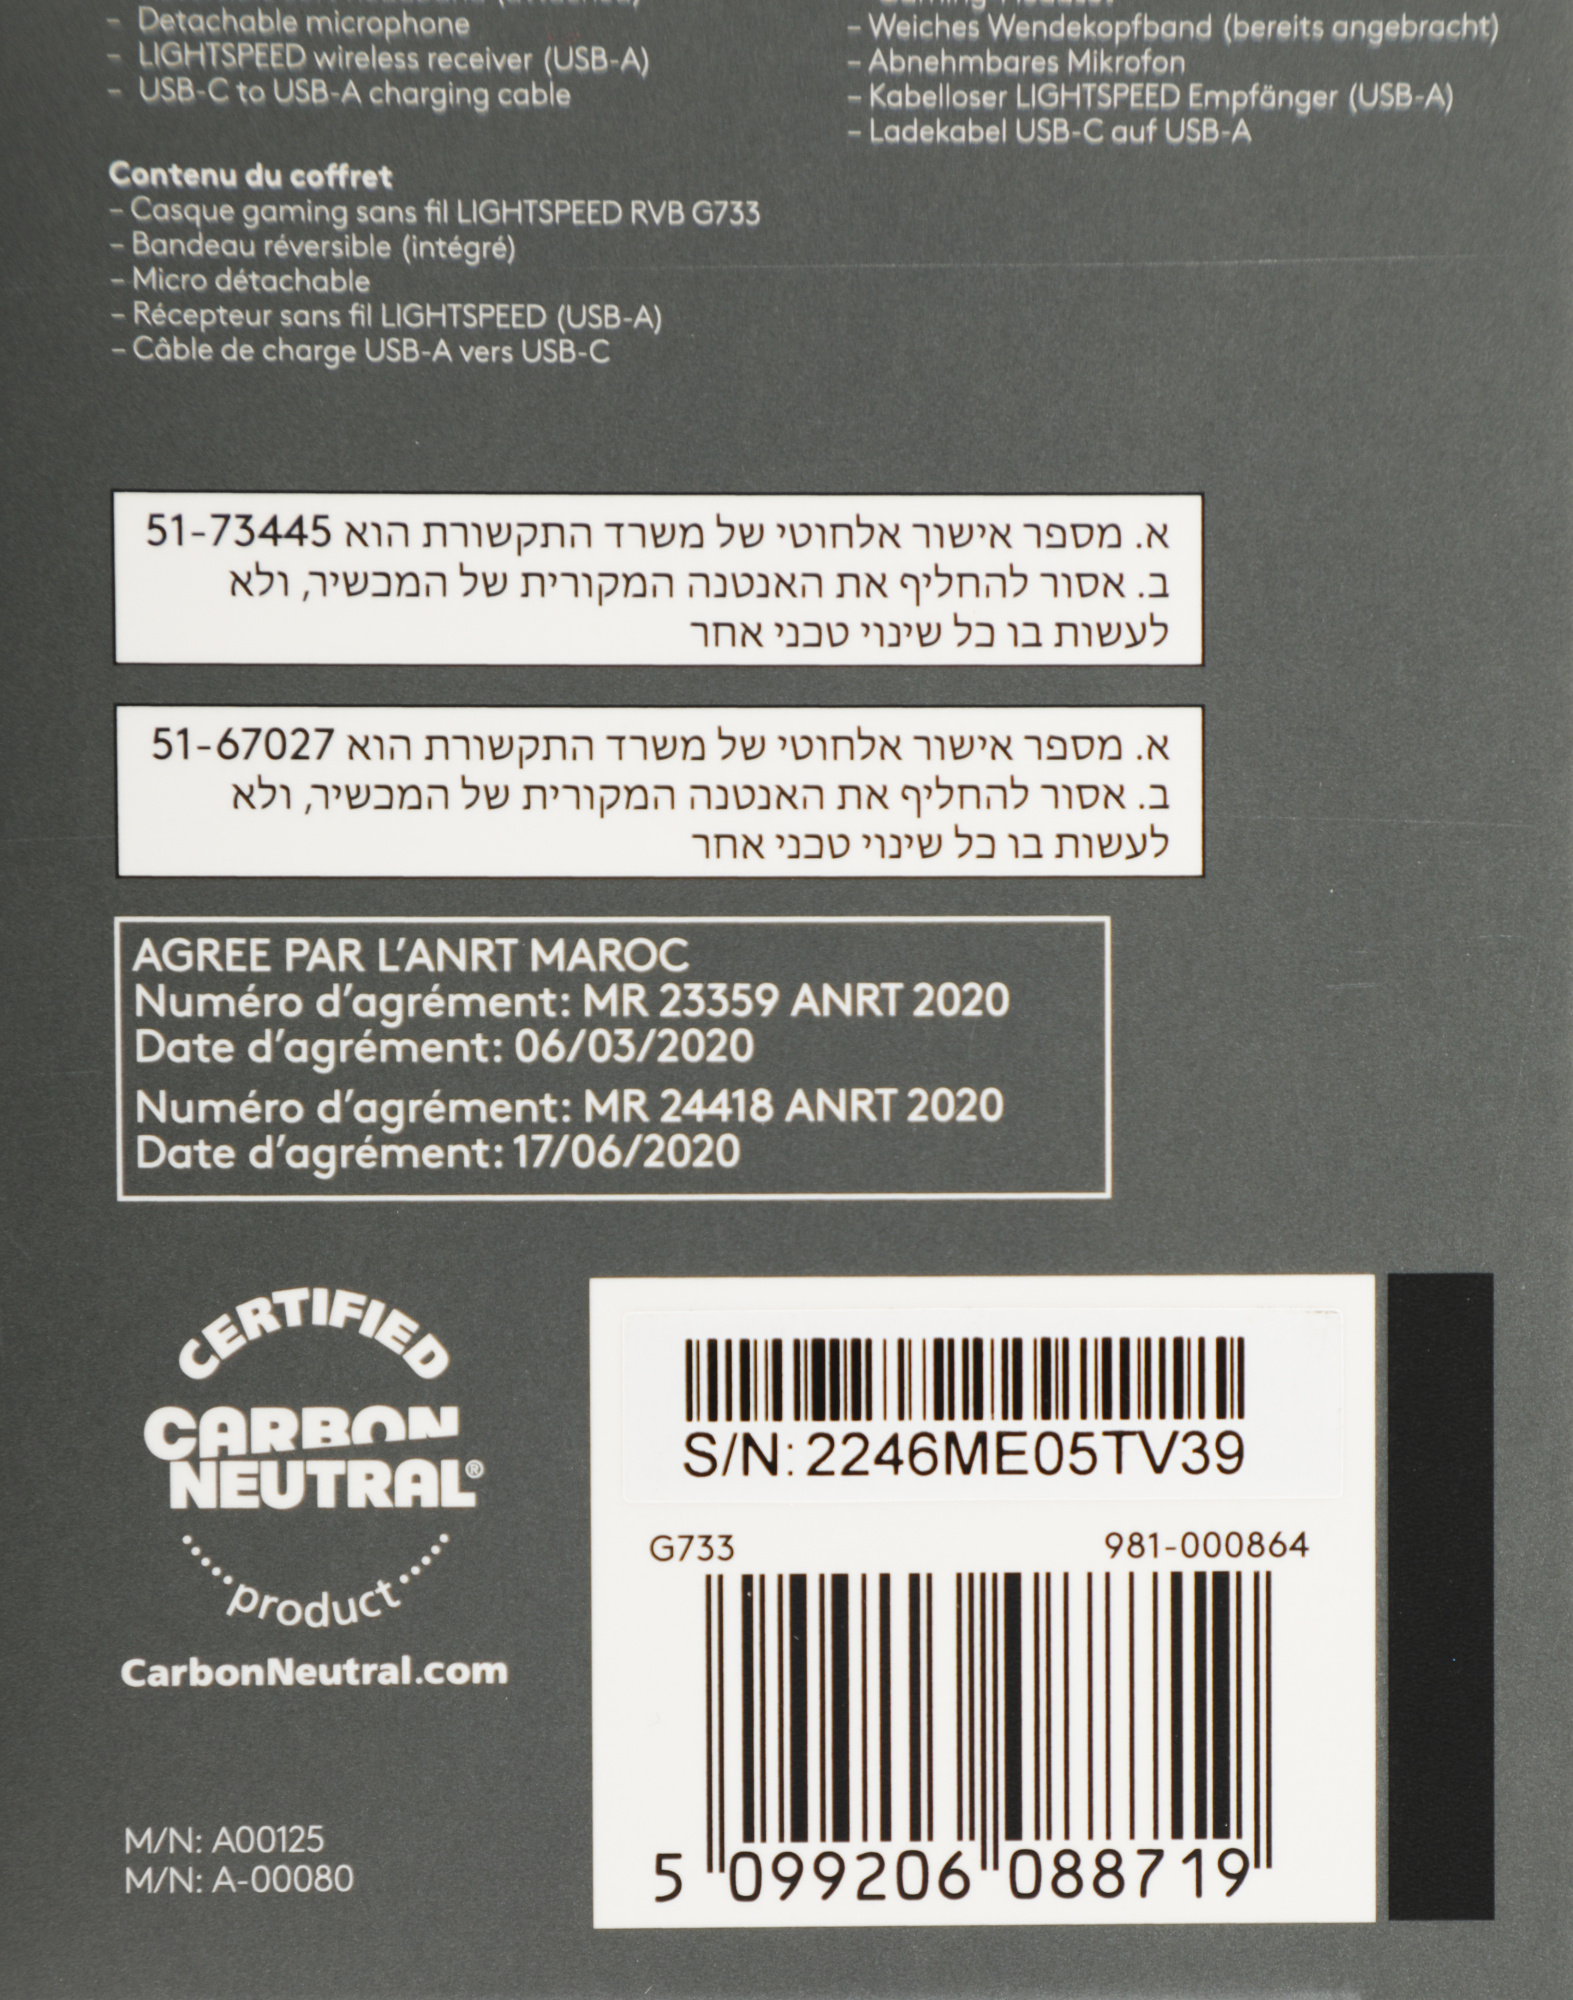 - Detachable microphone
- LIGHTSPEED wireless receiver (USB-A)
- USB-C to USB-A charging cable
- Weiches Wendekopfband (bereits angebracht)
- Abnehmbares Mikrofon
- Kabelloser LIGHTSPEED Empfänger (USB-A)
- Ladekabel USB-C auf USB-A
Contenu du coffret
- Casque gaming sans fil LIGHTSPEED RVB G733
- Bandeau réversible (intégré)
- Micro détachable
- Récepteur sans fil LIGHTSPEED (USB-A)
- Câble de charge USB-A vers USB-C
א. מספר אישור אלחוטי של משרד התקשורת הוא 51-73445
ב. אסור להחליף את האנטנה המקורית של המכשיר, ולא
לעשות בו כל שינוי טכני אחר
א. מספר אישור אלחוטי של משרד התקשורת הוא 51-67027
ב. אסור להחליף את האנטנה המקורית של המכשיר, ולא
לעשות בו כל שינוי טכני אחר
AGREE PAR L'ANRT MAROC
Numéro d'agrément: MR 23359 ANRT 2020
Date d'agrément: 06/03/2020
Numéro d'agrément: MR 24418 ANRT 2020
Date d'agrément: 17/06/2020
CERTIFIED
CARBON
NEUTRAL®
product
CarbonNeutral.com
M/N: A00125
M/N: A-00080
S/N: 2246ME05TV39
G733 981-000864
5 099206 088719